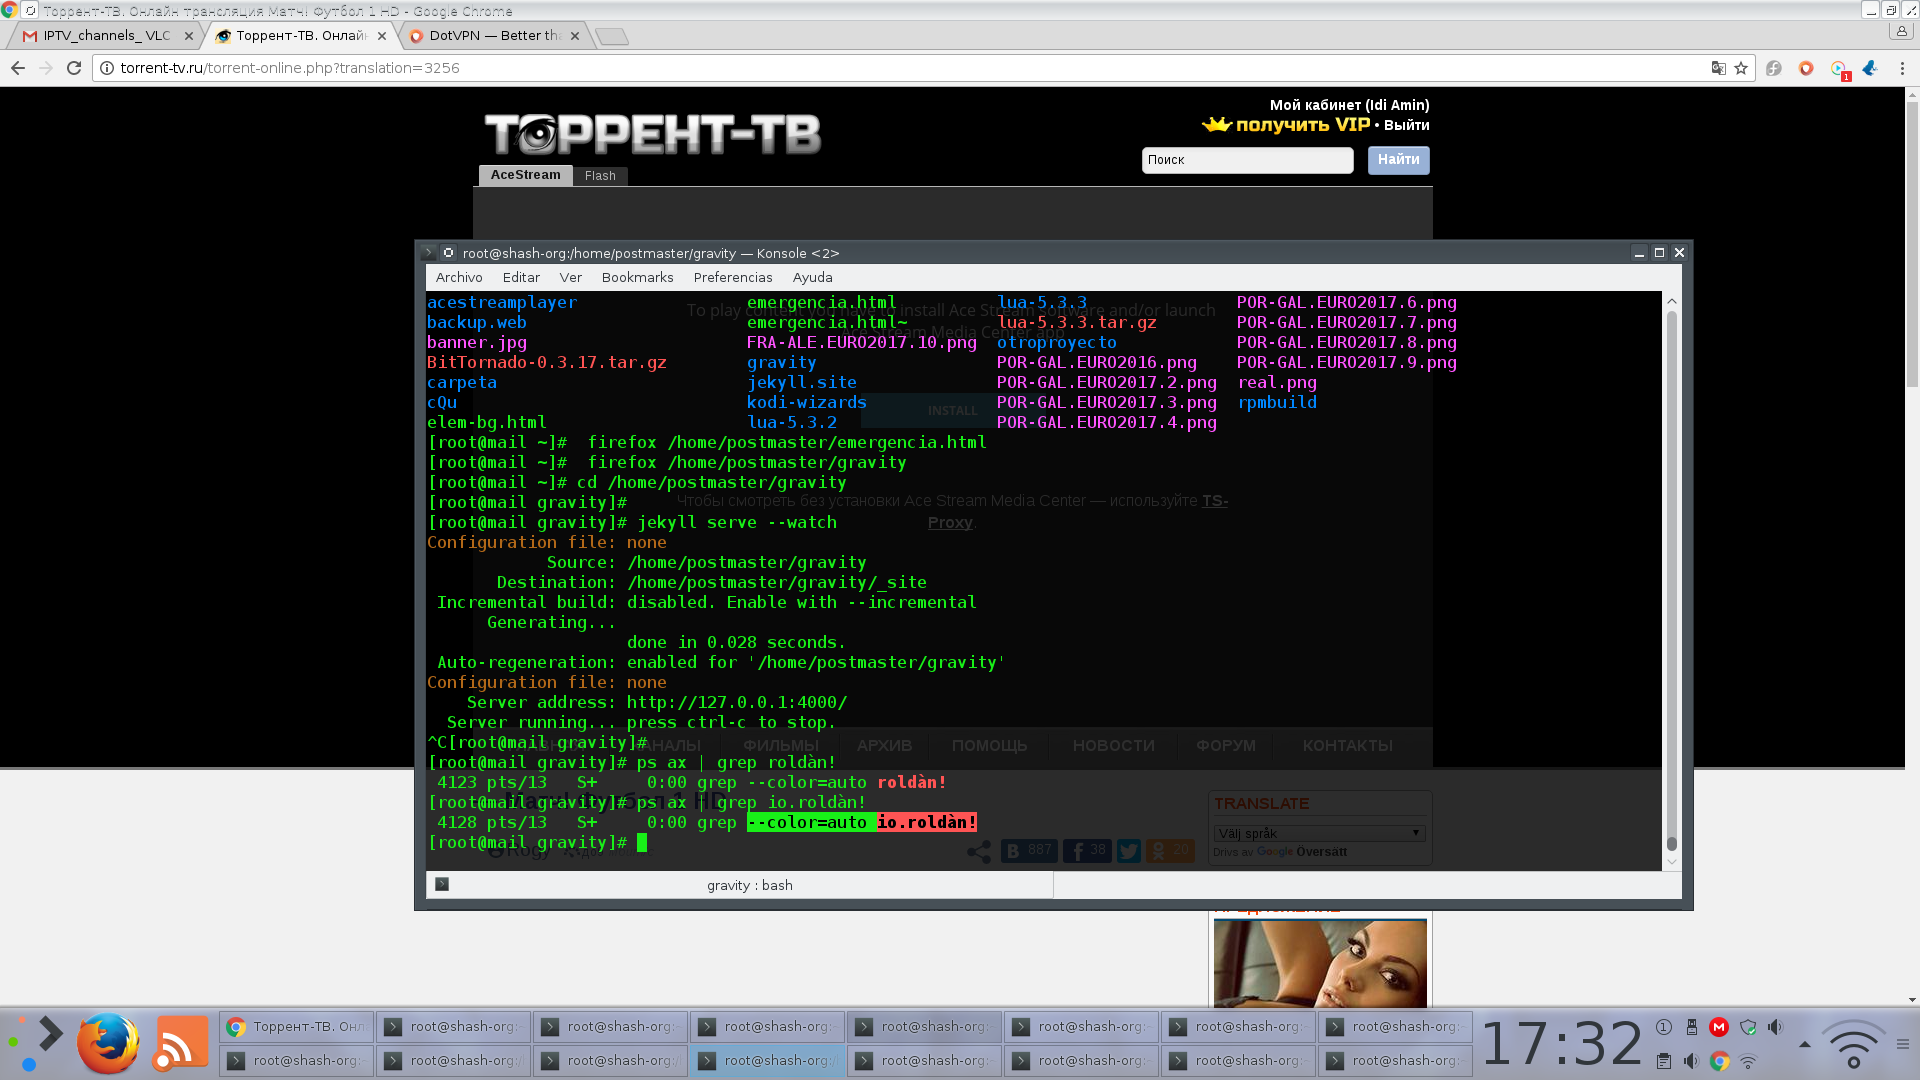 Торрент-ТВ. Онлайн трансляция Матч! Футбол 1 HD - Google Chrome
IPTV_channels_ VLC
Торрент-ТВ. Онлайн
DotVPN — Better tha
torrent-tv.ru/torrent-online.php?translation=3256
1
Мой кабинет (Idi Amin)
ТОРРЕНТ-ТВ
получить VIP • Выйти
Поиск
Найти
AceStream
Flash
root@shash-org:/home/postmaster/gravity — Konsole <2>
Archivo Editar Ver Bookmarks Preferencias Ayuda
To play content you have to install Ace Stream software and/or launch
Ace Stream Media Center app
INSTALL
Чтобы смотреть без установки Ace Stream Media Center — используйте TS-
Proxy.
acestreamplayer emergencia.html lua-5.3.3 POR-GAL.EURO2017.6.png
backup.web emergencia.html~ lua-5.3.3.tar.gz POR-GAL.EURO2017.7.png
banner.jpg FRA-ALE.EURO2017.10.png otroproyecto POR-GAL.EURO2017.8.png
BitTornado-0.3.17.tar.gz gravity POR-GAL.EURO2016.png POR-GAL.EURO2017.9.png
carpeta jekyll.site POR-GAL.EURO2017.2.png real.png
cQu kodi-wizards POR-GAL.EURO2017.3.png rpmbuild
elem-bg.html lua-5.3.2 POR-GAL.EURO2017.4.png
[root@mail ~]#  firefox /home/postmaster/emergencia.html
[root@mail ~]#  firefox /home/postmaster/gravity
[root@mail ~]# cd /home/postmaster/gravity
[root@mail gravity]#
[root@mail gravity]# jekyll serve --watch
Configuration file: none
Source: /home/postmaster/gravity
Destination: /home/postmaster/gravity/_site
Incremental build: disabled. Enable with --incremental
Generating...
done in 0.028 seconds.
Auto-regeneration: enabled for '/home/postmaster/gravity'
Configuration file: none
Server address: http://127.0.0.1:4000/
Server running... press ctrl-c to stop.
^C[root@mail gravity]#
[root@mail gravity]# ps ax | grep roldàn!
4123 pts/13   S+     0:00 grep --color=auto roldàn!
[root@mail gravity]# ps ax | grep io.roldàn!
4128 pts/13   S+     0:00 grep --color=auto io.roldàn!
[root@mail gravity]#
ФИЛЬМЫ АРХИВ ПОМОЩЬ НОВОСТИ ФОРУМ КОНТАКТЫ
TRANSLATE
Välj språk
Drivs av Google Översätt
887 38 20
gravity : bash
Торрент-ТВ. Онл
root@shash-org:
root@shash-org:
root@shash-org:
root@shash-org:
root@shash-org:
root@shash-org:
root@shash-org:
17:32
root@shash-org:
root@shash-org:
root@shash-org:
root@shash-org:
root@shash-org:
root@shash-org:
root@shash-org:
root@shash-org: